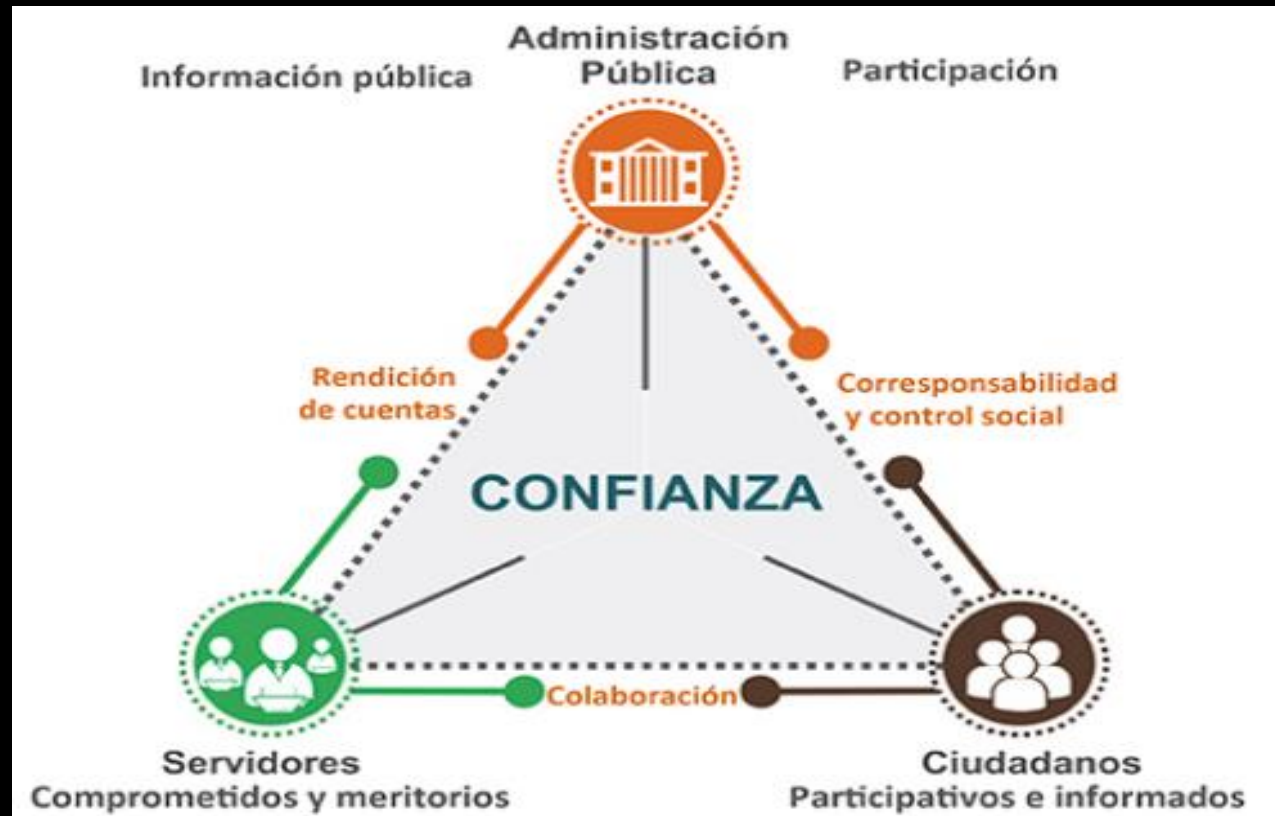 Administración
Pública
Información pública
Participación
Rendición
de cuentas
Corresponsabilidad
y control social
CONFIANZA
Colaboración
Servidores
Comprometidos y meritorios
Ciudadanos
Participativos e informados